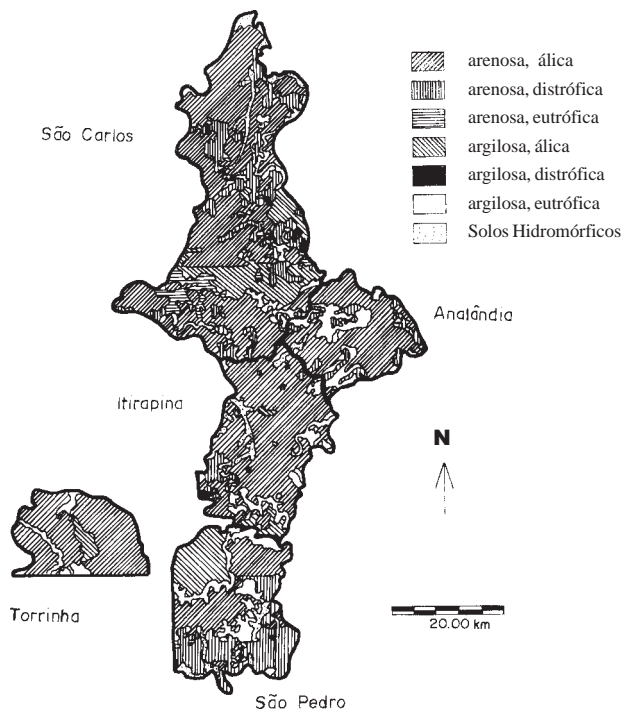 arenosa, álica
arenosa, distrófica
arenosa, eutrófica
argilosa, álica
argilosa, distrófica
argilosa, eutrófica
Solos Hidromórficos
São Carlos
Analândia
Itirapina
N
Torrinha
20.00 km
São Pedro